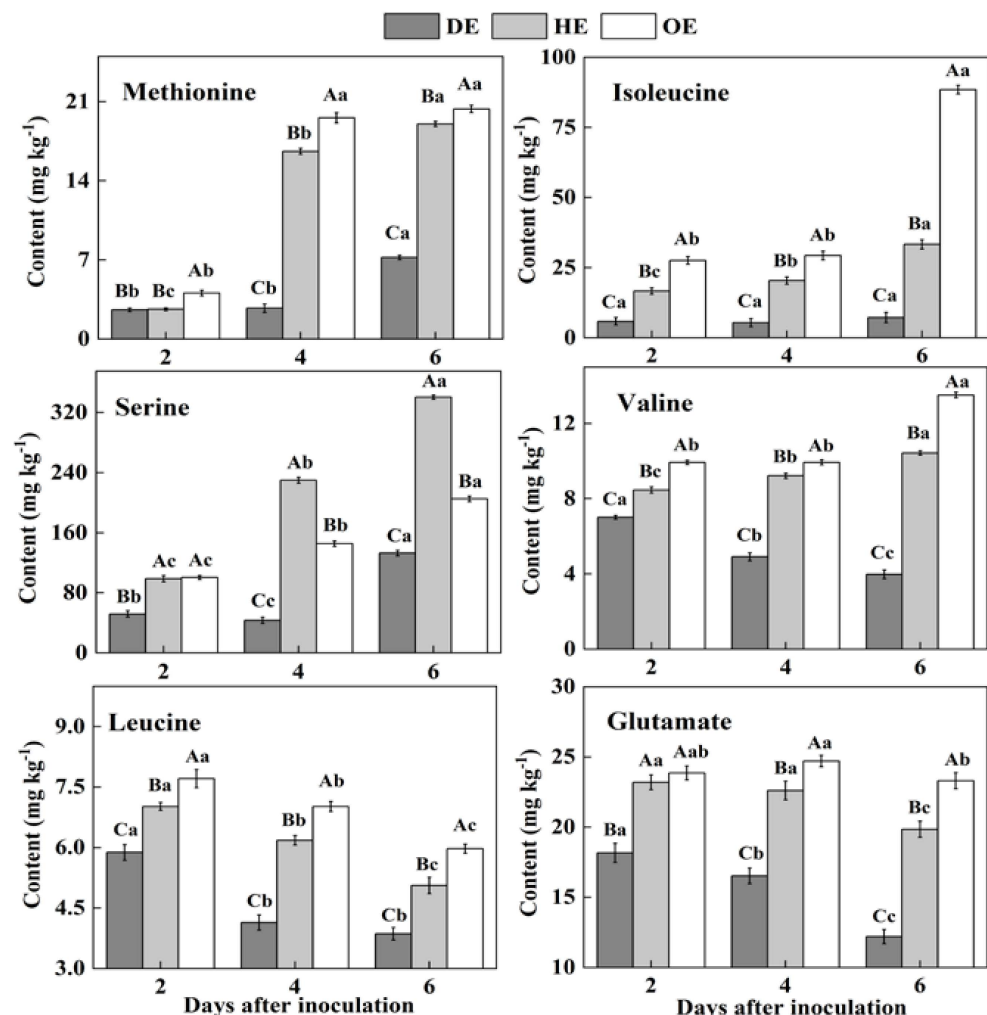 DE HE OE
Methionine
Content (mg kg-1)
21
14
7
0
Bb Bc Ab
Cb Bb Aa
Ca Ba Aa
2 4 6
Isoleucine
Content (mg kg-1)
100
75
50
25
0
Ca Bc Ab
Ca Bb Ab
Ca Ba Aa
2 4 6
Serine
Content (mg kg-1)
320
240
160
80
0
Bb Ac Ac
Cc Ab Bb
Ca Aa Ba
2 4 6
Valine
Content (mg kg-1)
12
8
4
0
Ca Bc Ab
Cb Bb Ab
Cc Ba Aa
2 4 6
Leucine
Content (mg kg-1)
9.0
7.5
6.0
4.5
3.0
Ca Ba Aa
Cb Bb Ab
Cb Bc Ac
2 4 6
Days after inoculation
Glutamate
Content (mg kg-1)
30
25
20
15
10
Ba Aa Aab
Cb Ba Aa
Cc Bc Ab
2 4 6
Days after inoculation